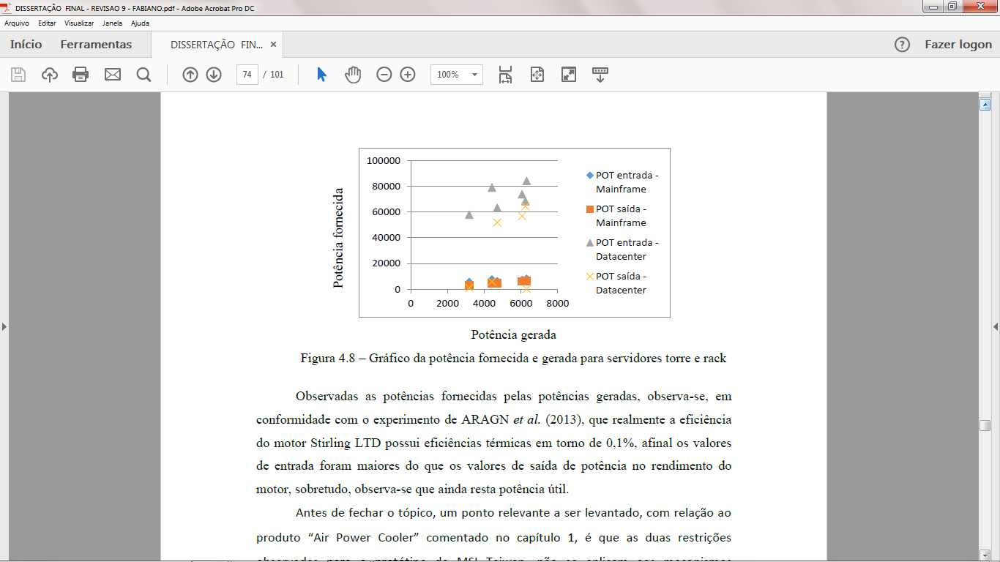 DISSERTAÇÃO  FINAL - REVISAO 9 - FABIANO.pdf - Adobe Acrobat Pro DC
Arquivo Editar Visualizar Janela Ajuda
Início Ferramentas DISSERTAÇÃO  FIN... × ? Fazer logon
74 / 101 100%
100000
80000
60000
40000
20000
0
0 2000 4000 6000 8000
Potência fornecida
POT entrada -
Mainframe
POT saída -
Mainframe
POT entrada -
Datacenter
POT saída -
Datacenter
Potência gerada
Figura 4.8 – Gráfico da potência fornecida e gerada para servidores torre e rack
Observadas as potências fornecidas pelas potências geradas, observa-se, em
conformidade com o experimento de ARAGN et al. (2013), que realmente a eficiência
do motor Stirling LTD possui eficiências térmicas em torno de 0,1%, afinal os valores
de entrada foram maiores do que os valores de saída de potência no rendimento do
motor, sobretudo, observa-se que ainda resta potência útil.
Antes de fechar o tópico, um ponto relevante a ser levantado, com relação ao
produto “Air Power Cooler” comentado no capítulo 1, é que as duas restrições